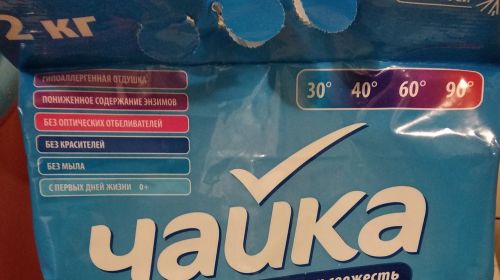 2 кг
ГИПОАЛЛЕРГЕННАЯ ОТДУШКА
ПОНИЖЕННОЕ СОДЕРЖАНИЕ ЭНЗИМОВ
БЕЗ ОПТИЧЕСКИХ ОТБЕЛИВАТЕЛЕЙ
БЕЗ КРАСИТЕЛЕЙ
БЕЗ МЫЛА
С ПЕРВЫХ ДНЕЙ ЖИЗНИ 0+
30° 40° 60° 90°
чайка
свежесть